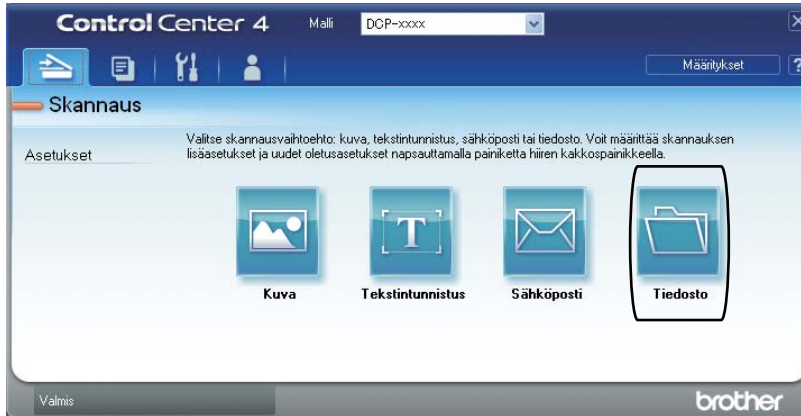 Control Center 4 Malli DCP-xxxx
Määritykset ?
Skannaus
Asetukset
Valitse skannausvaihtoehto: kuva, tekstintunnistus, sähköposti tai tiedosto. Voit määrittää skannauksen
lisäasetukset ja uudet oletusasetukset napsauttamalla painiketta hiiren kakkospainikkeella.
T
Kuva Tekstintunnistus Sähköposti Tiedosto
Valmis brother